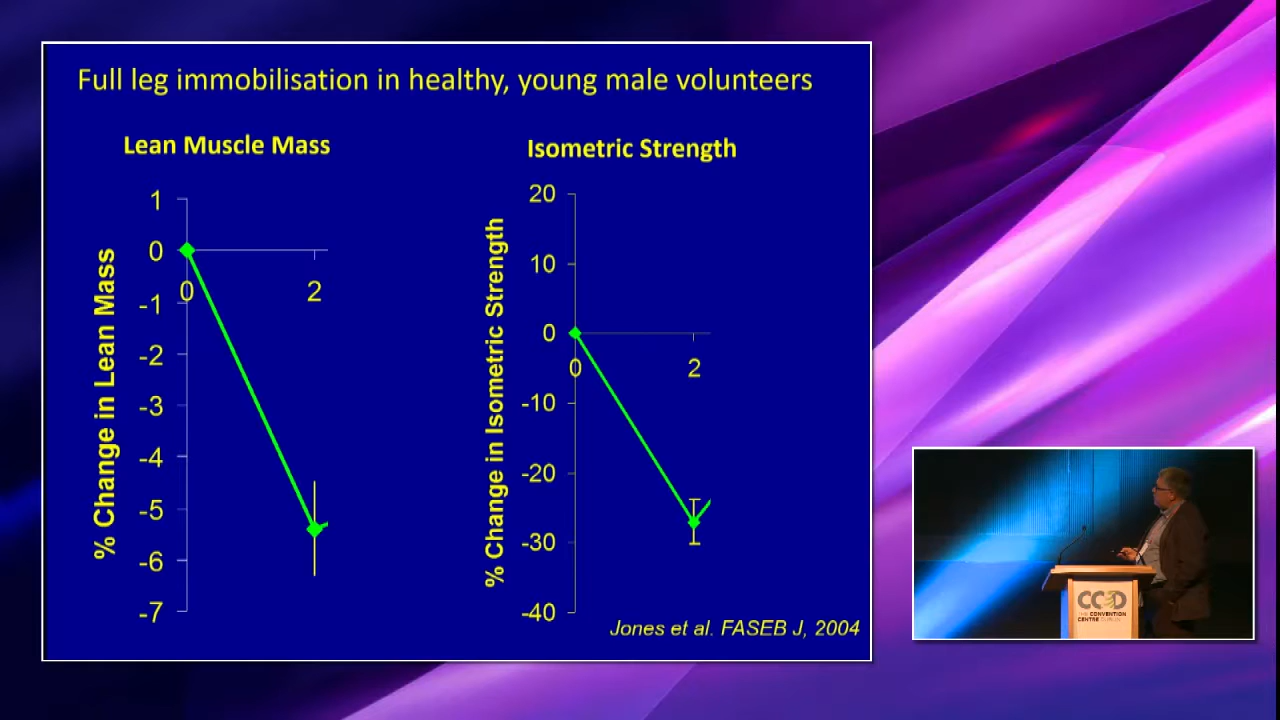 Full leg immobilisation in healthy, young male volunteers
Lean Muscle Mass
% Change in Lean Mass
1
0
-1
-2
-3
-4
-5
-6
-7
0
2
Isometric Strength
% Change in Isometric Strength
20
10
0
-10
-20
-30
-40
0
2
Jones et al. FASEB J, 2004
THE CONVENTION
CENTRE DUBLIN